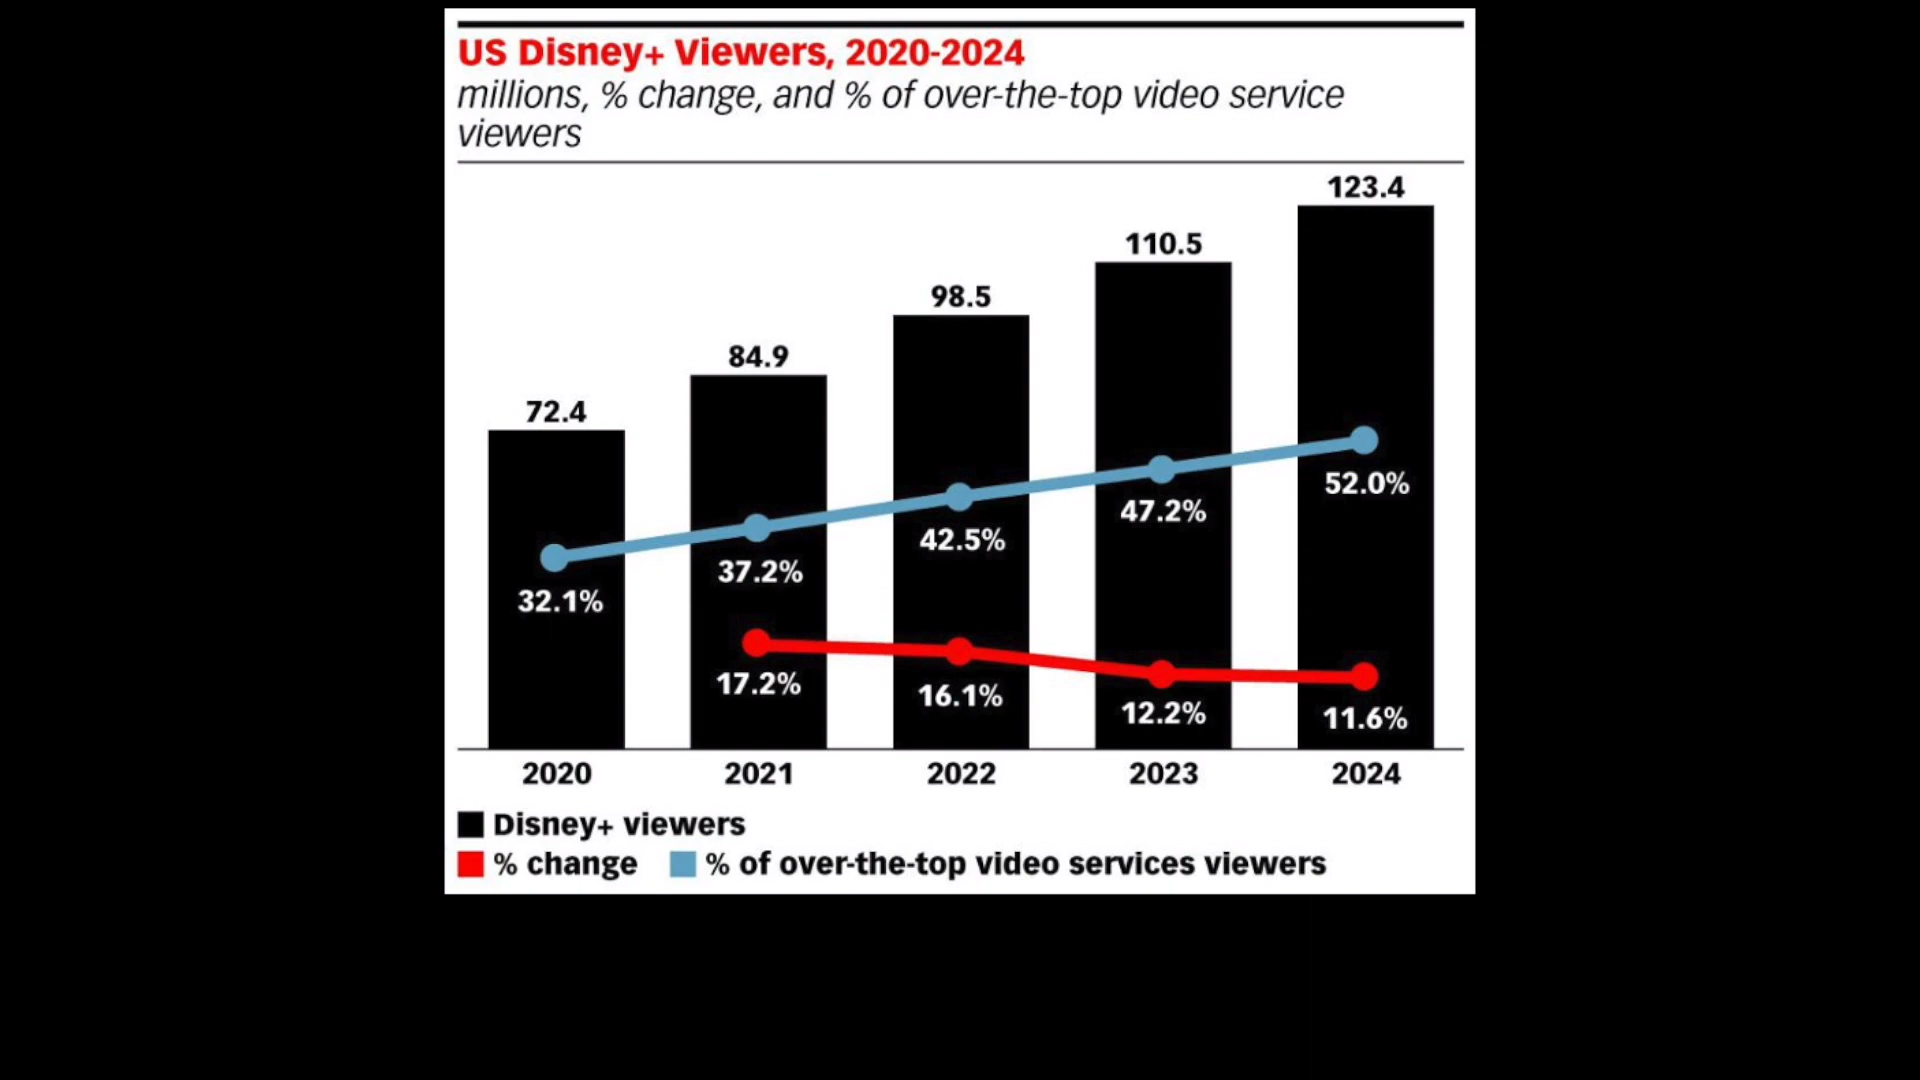 US Disney+ Viewers, 2020-2024
millions, % change, and % of over-the-top video service
viewers
123.4
110.5
98.5
84.9
72.4
52.0%
47.2%
42.5%
37.2%
32.1%
17.2%
16.1%
12.2%
11.6%
2020 2021 2022 2023 2024
Disney+ viewers
% change % of over-the-top video services viewers